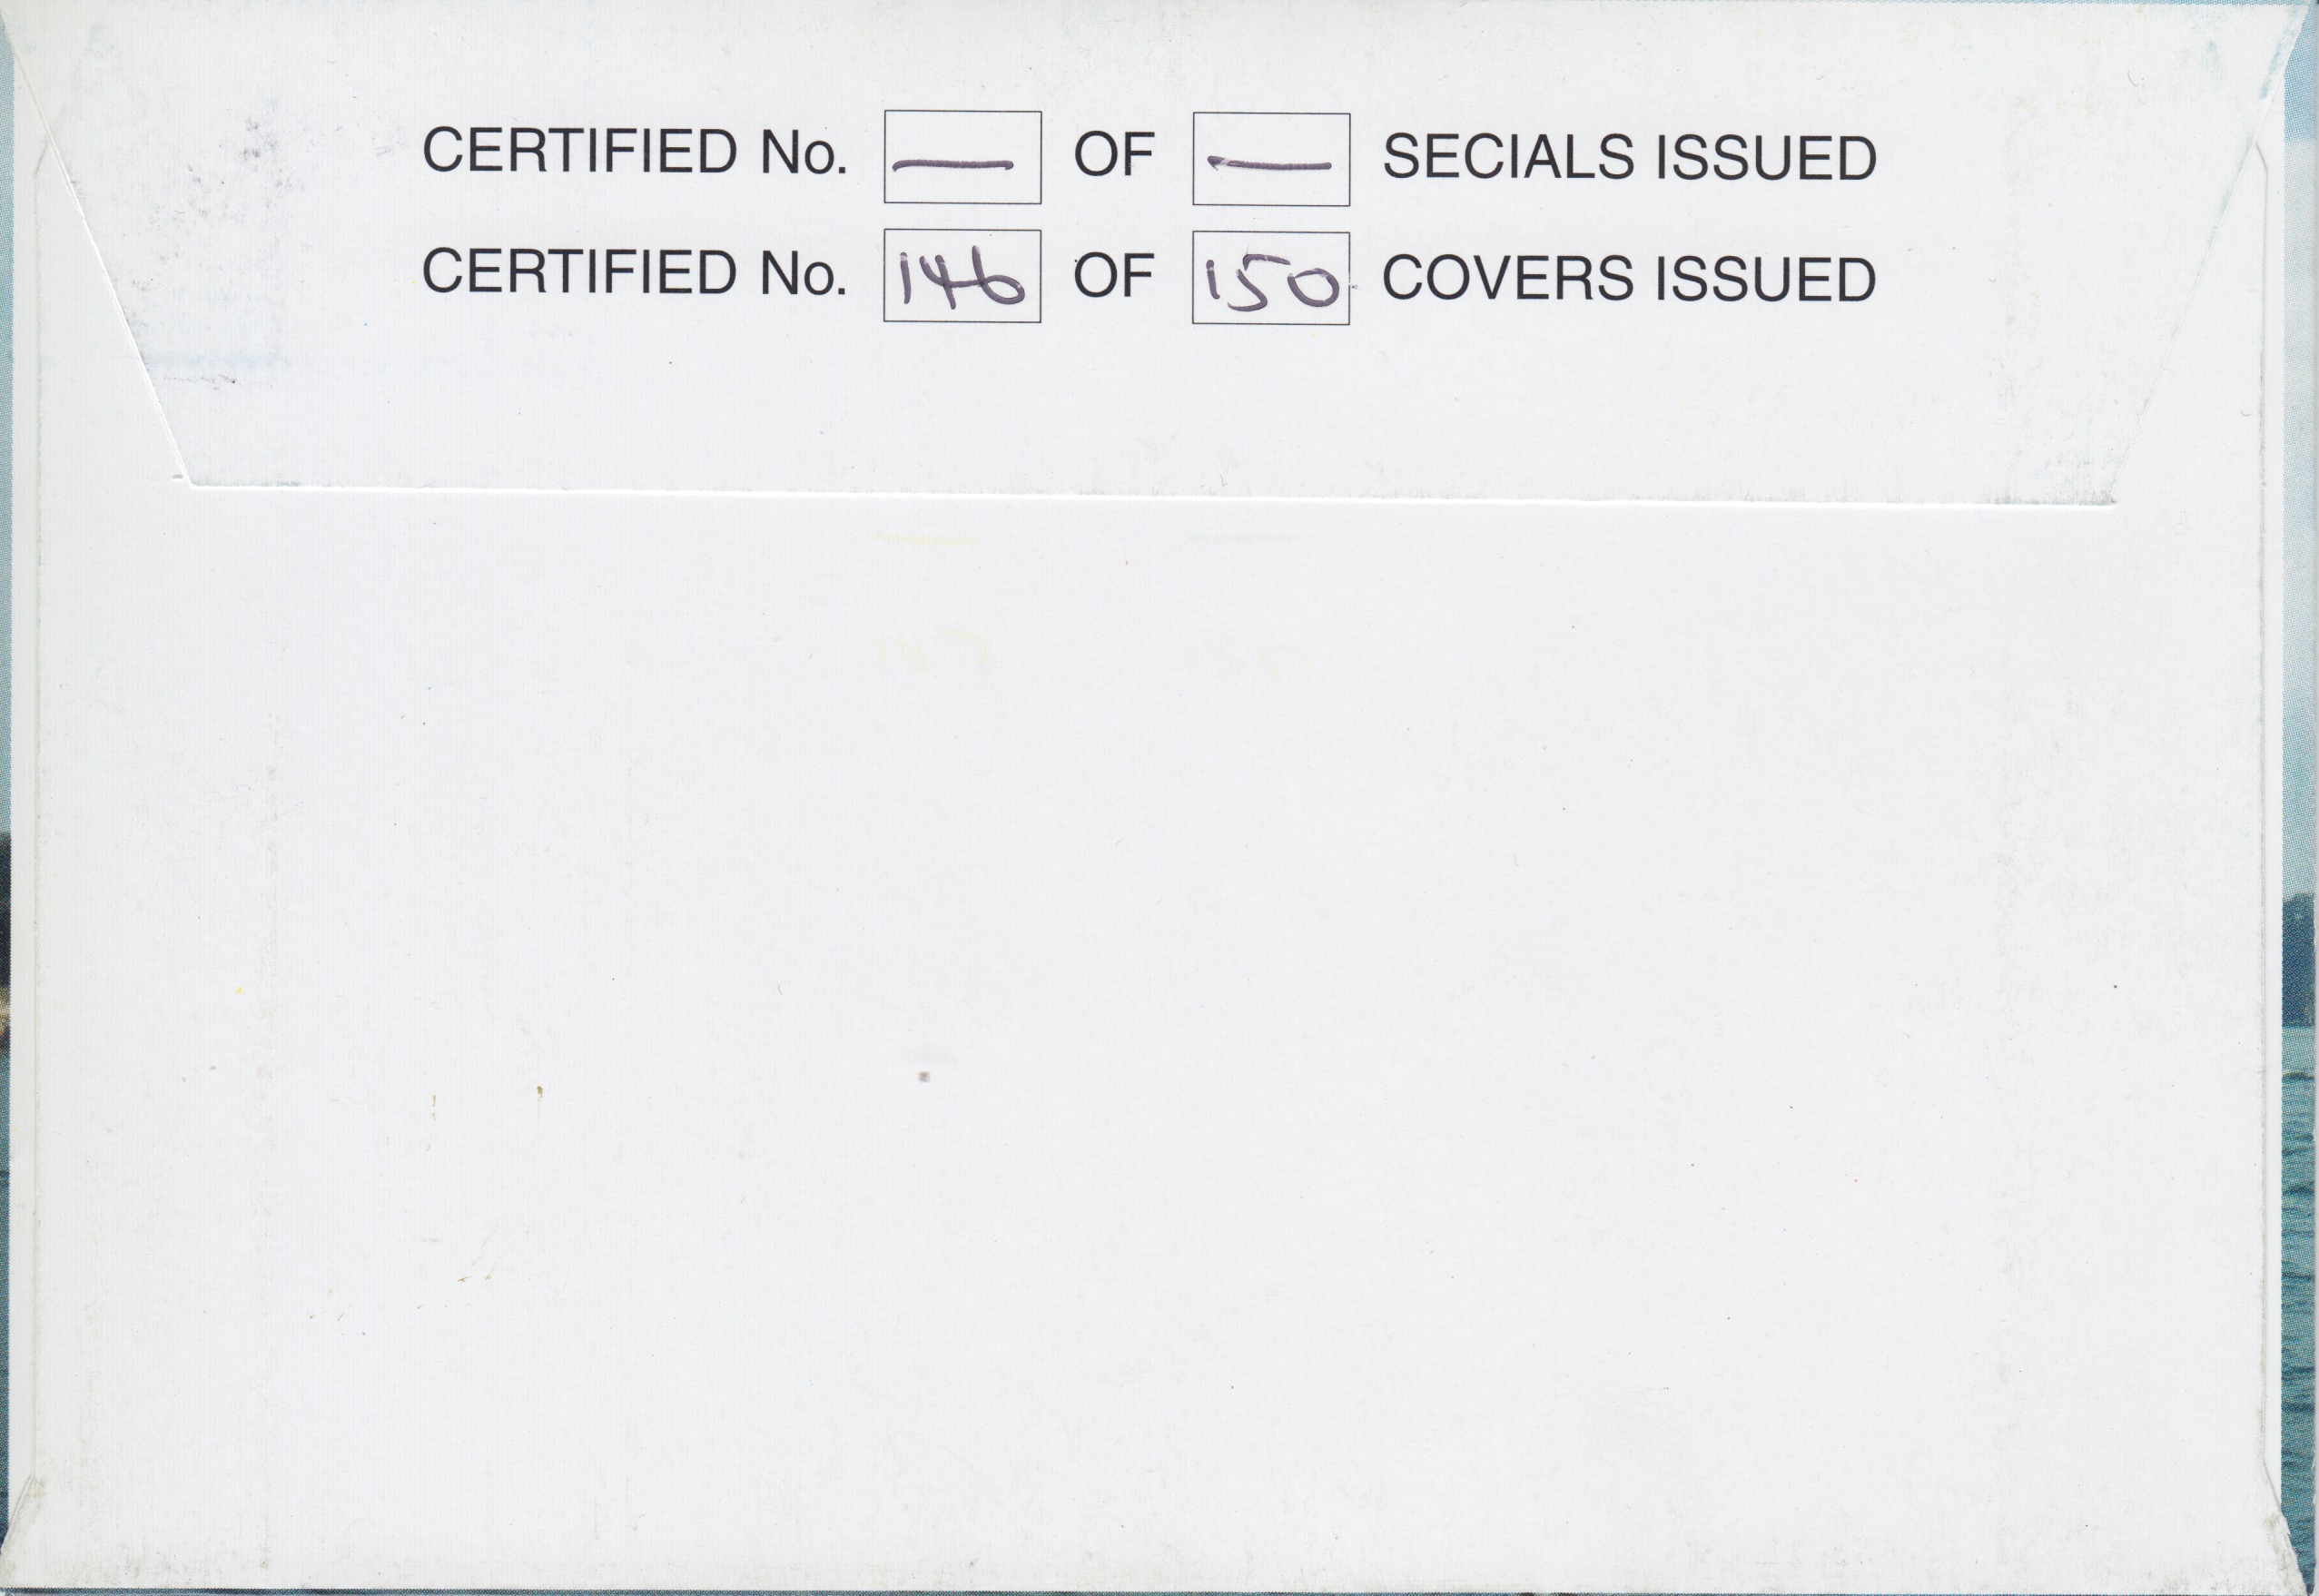 CERTIFIED No. — OF — SECIALS ISSUED
CERTIFIED No. 146 OF 150 COVERS ISSUED